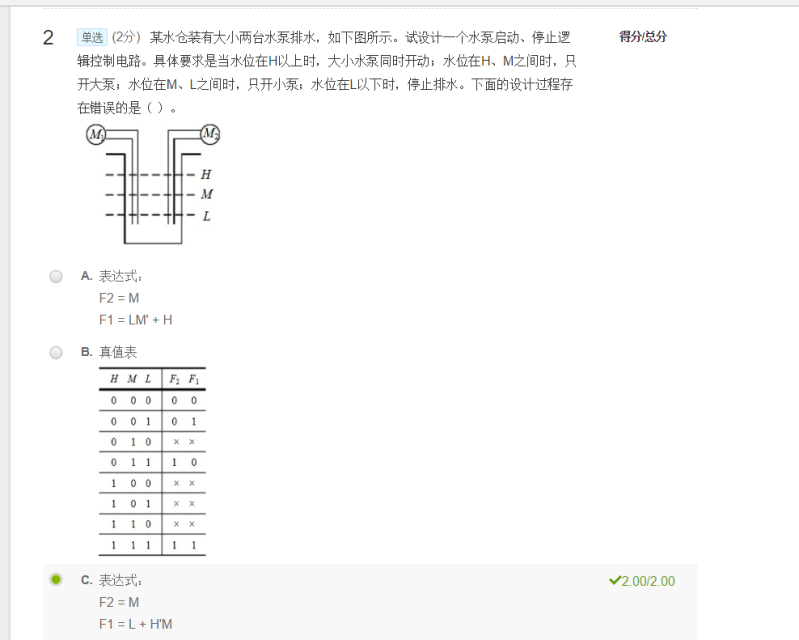 2 单选 (2分) 某水仓装有大小两台水泵排水，如下图所示。试设计一个水泵启动、停止逻 得分/总分
辑控制电路。具体要求是当水位在H以上时，大小水泵同时开动；水位在H、M之间时，只
开大泵；水位在M、L之间时，只开小泵；水位在L以下时，停止排水。下面的设计过程存
在错误的是（ ）。
M₁ M₂
H
M
L
A. 表达式：
F2 = M
F1 = LM' + H
B. 真值表
H M L F₂ F₁
0 0 0 0 0
0 0 1 0 1
0 1 0 × ×
0 1 1 1 0
1 0 0 × ×
1 0 1 × ×
1 1 0 × ×
1 1 1 1 1
C. 表达式： ✔2.00/2.00
F2 = M
F1 = L + H'M